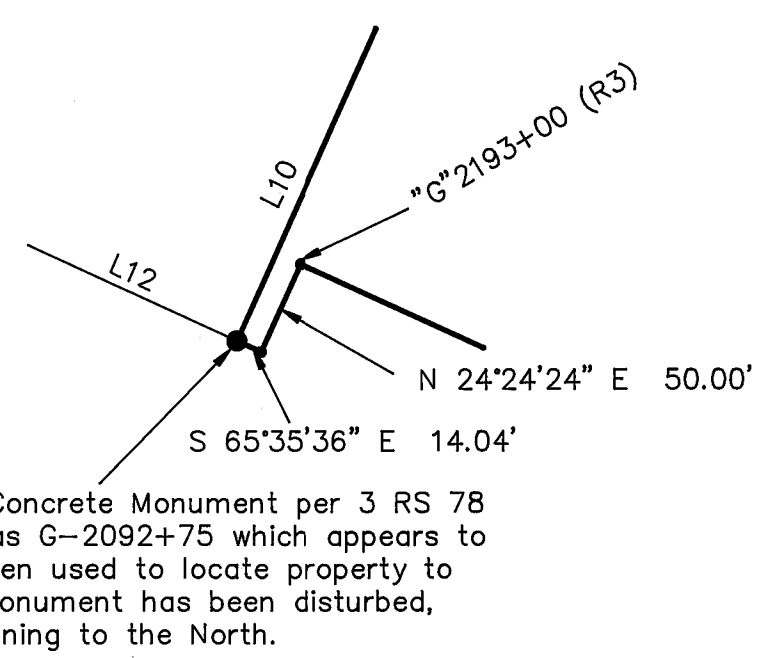 "G"2193+00 (R3)
L10
L12
N 24°24'24" E 50.00'
S 65°35'36" E 14.04'
Concrete Monument per 3 RS 78
as G-2092+75 which appears to
en used to locate property to
onument has been disturbed,
ning to the North.